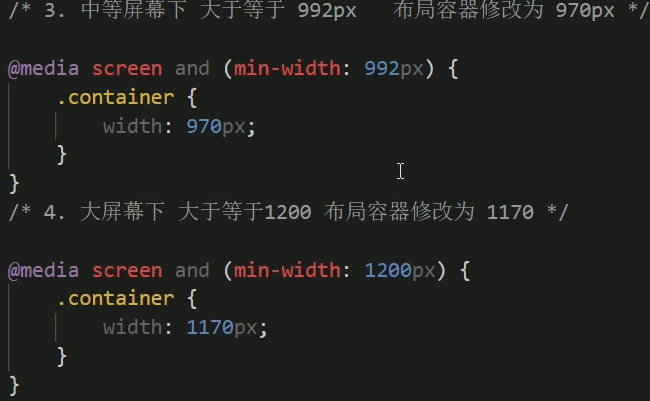 /* 3. 中等屏幕下 大于等于 992px   布局容器修改为 970px */
@media screen and (min-width: 992px) {
    .container {
        width: 970px;
    }
}
/* 4. 大屏幕下 大于等于1200 布局容器修改为 1170 */
@media screen and (min-width: 1200px) {
    .container {
        width: 1170px;
    }
}